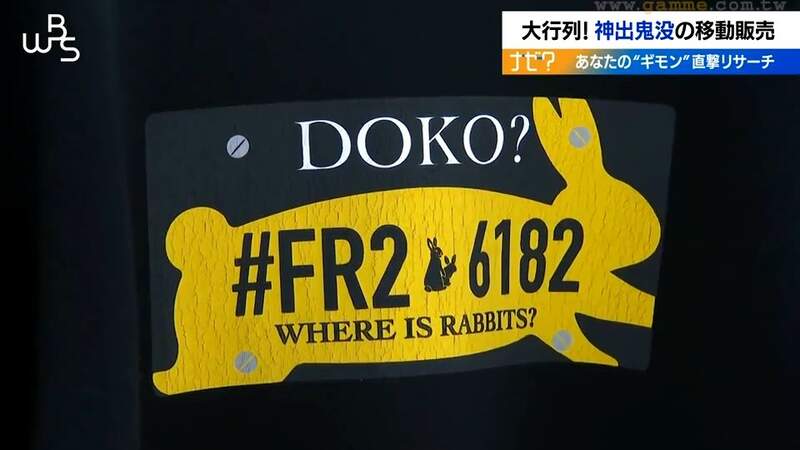 www.gamme.com.tw
WBS
大行列! 神出鬼没の移動販売
ナゼ?
あなたの"ギモン"直撃リサーチ
DOKO?
#FR2 6182
WHERE IS RABBITS?